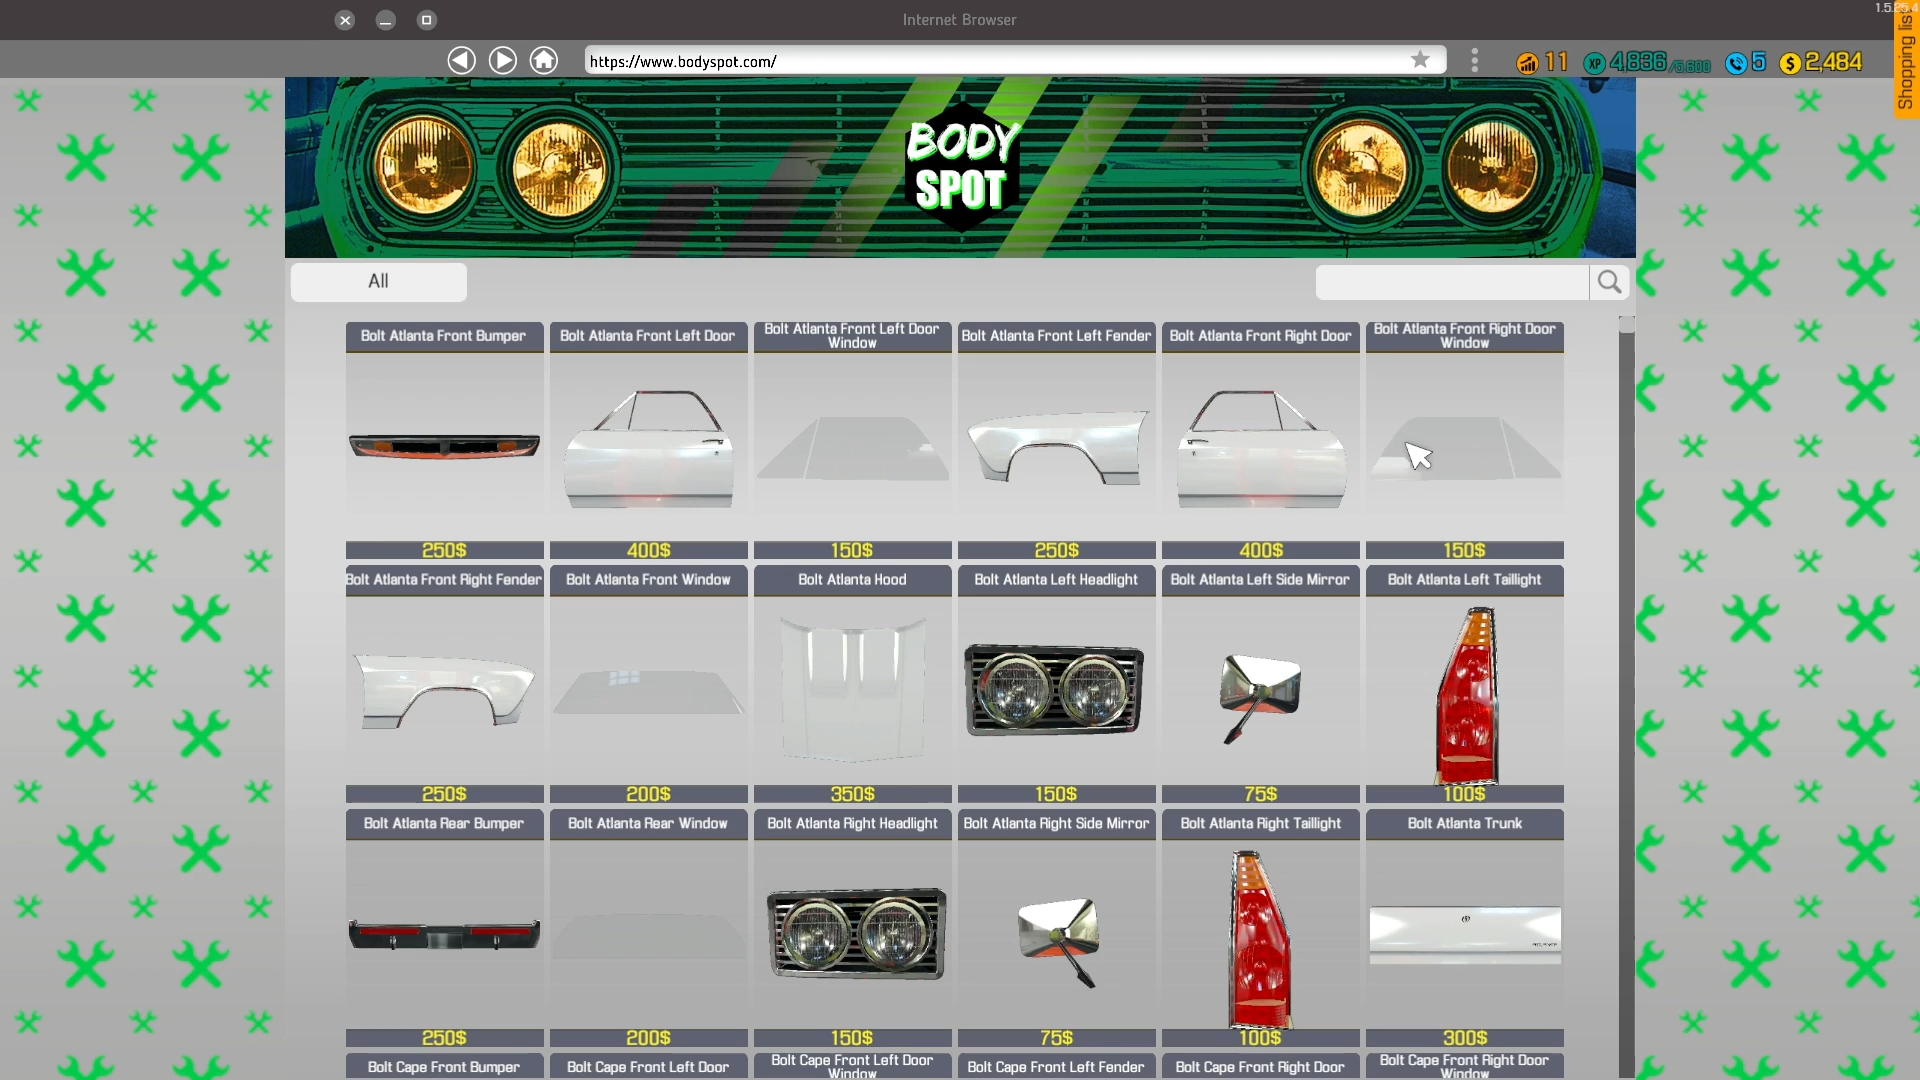 Internet Browser
1.5.25.4
https://www.bodyspot.com/
11
XP 4,836/5,600
5
$ 2,484
Shopping list
BODY
SPOT
All
Bolt Atlanta Front Bumper
Bolt Atlanta Front Left Door
Bolt Atlanta Front Left Door
Window
Bolt Atlanta Front Left Fender
Bolt Atlanta Front Right Door
Bolt Atlanta Front Right Door
Window
250$
400$
150$
250$
400$
150$
Bolt Atlanta Front Right Fender
Bolt Atlanta Front Window
Bolt Atlanta Hood
Bolt Atlanta Left Headlight
Bolt Atlanta Left Side Mirror
Bolt Atlanta Left Taillight
250$
200$
350$
150$
75$
100$
Bolt Atlanta Rear Bumper
Bolt Atlanta Rear Window
Bolt Atlanta Right Headlight
Bolt Atlanta Right Side Mirror
Bolt Atlanta Right Taillight
Bolt Atlanta Trunk
250$
200$
150$
75$
100$
300$
Bolt Cape Front Bumper
Bolt Cape Front Left Door
Bolt Cape Front Left Door
Window
Bolt Cape Front Left Fender
Bolt Cape Front Right Door
Bolt Cape Front Right Door
Window